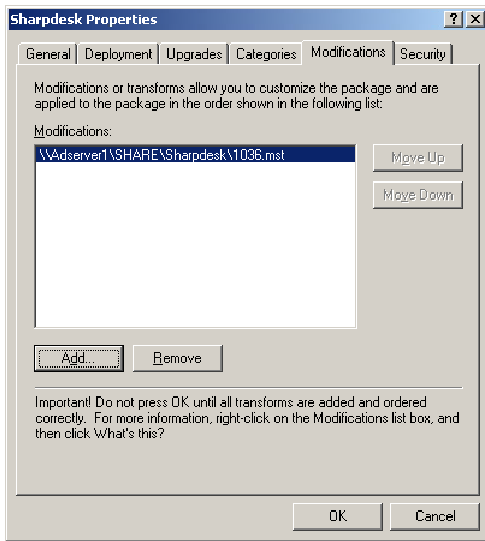 Sharpdesk Properties
General Deployment Upgrades Categories Modifications Security
Modifications or transforms allow you to customize the package and are
applied to the package in the order shown in the following list:
Modifications:
\\Adserver1\SHARE\Sharpdesk\1036.mst
Move Up
Move Down
Add... Remove
Important! Do not press OK until all transforms are added and ordered
correctly. For more information, right-click on the Modifications list box, and
then click What's this?
OK Cancel